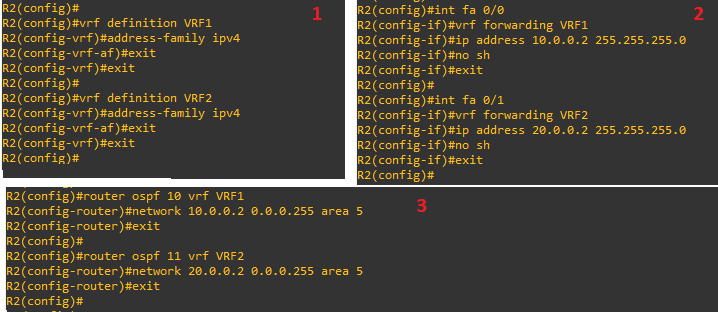 R2(config)#
R2(config)#vrf definition VRF1
R2(config-vrf)#address-family ipv4
R2(config-vrf-af)#exit
R2(config-vrf)#exit
R2(config)#
R2(config)#vrf definition VRF2
R2(config-vrf)#address-family ipv4
R2(config-vrf-af)#exit
R2(config-vrf)#exit
R2(config)#
1
R2(config)#int fa 0/0
R2(config-if)#vrf forwarding VRF1
R2(config-if)#ip address 10.0.0.2 255.255.255.0
R2(config-if)#no sh
R2(config-if)#exit
R2(config)#
R2(config)#int fa 0/1
R2(config-if)#vrf forwarding VRF2
R2(config-if)#ip address 20.0.0.2 255.255.255.0
R2(config-if)#no sh
R2(config-if)#exit
R2(config)#
2
R2(config)#router ospf 10 vrf VRF1
R2(config-router)#network 10.0.0.2 0.0.0.255 area 5
R2(config-router)#exit
R2(config)#
R2(config)#router ospf 11 vrf VRF2
R2(config-router)#network 20.0.0.2 0.0.0.255 area 5
R2(config-router)#exit
R2(config)#
3